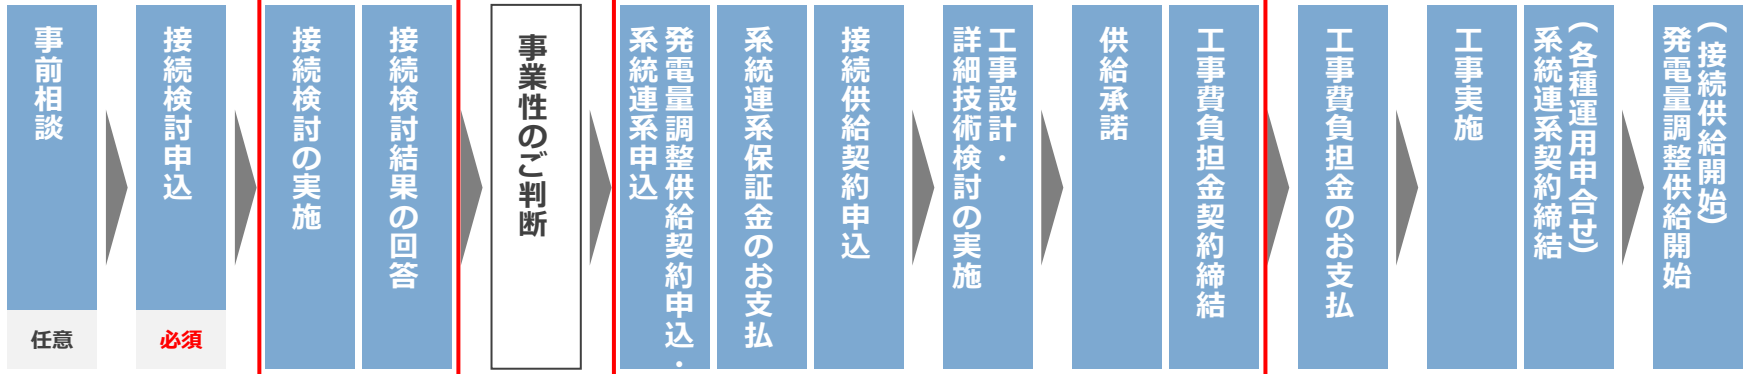 事前相談
任意
接続検討申込
必須
接続検討の実施
接続検討結果の回答
事業性のご判断
発電量調整供給契約申込・
系統連系申込
系統連系保証金のお支払
接続供給契約申込
工事設計・
詳細技術検討の実施
供給承諾
工事費負担金契約締結
工事費負担金のお支払
工事実施
(各種運用申合せ)
系統連系契約締結
(接続供給開始)
発電量調整供給開始